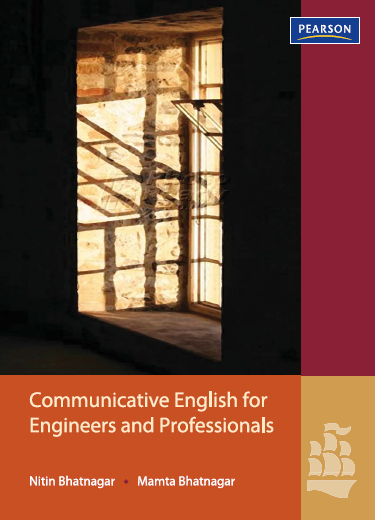 PEARSON
Communicative English for
Engineers and Professionals
Nitin Bhatnagar • Mamta Bhatnagar